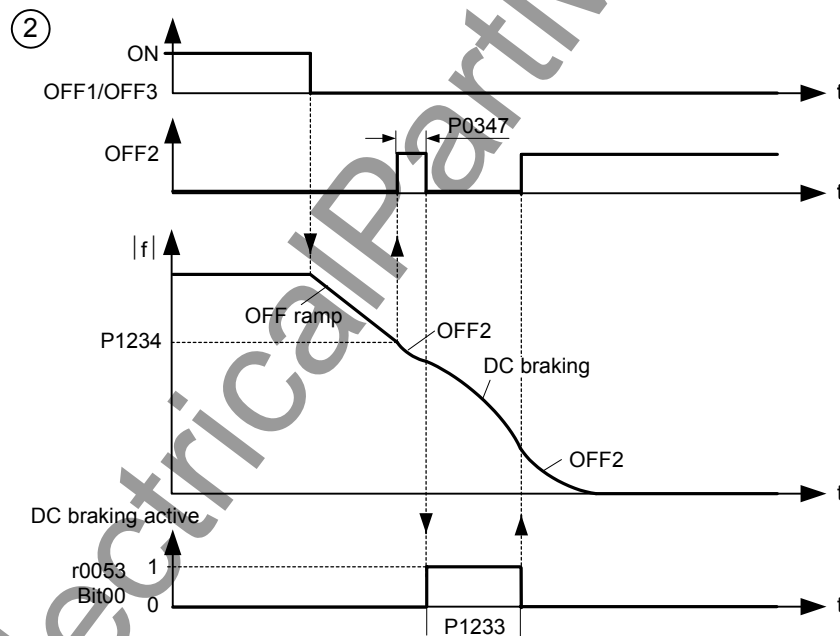 2
ON
OFF1/OFF3
t
P0347
OFF2
t
|f|
OFF ramp
P1234
OFF2
DC braking
OFF2
t
DC braking active
r0053 1
Bit00 0
t
P1233